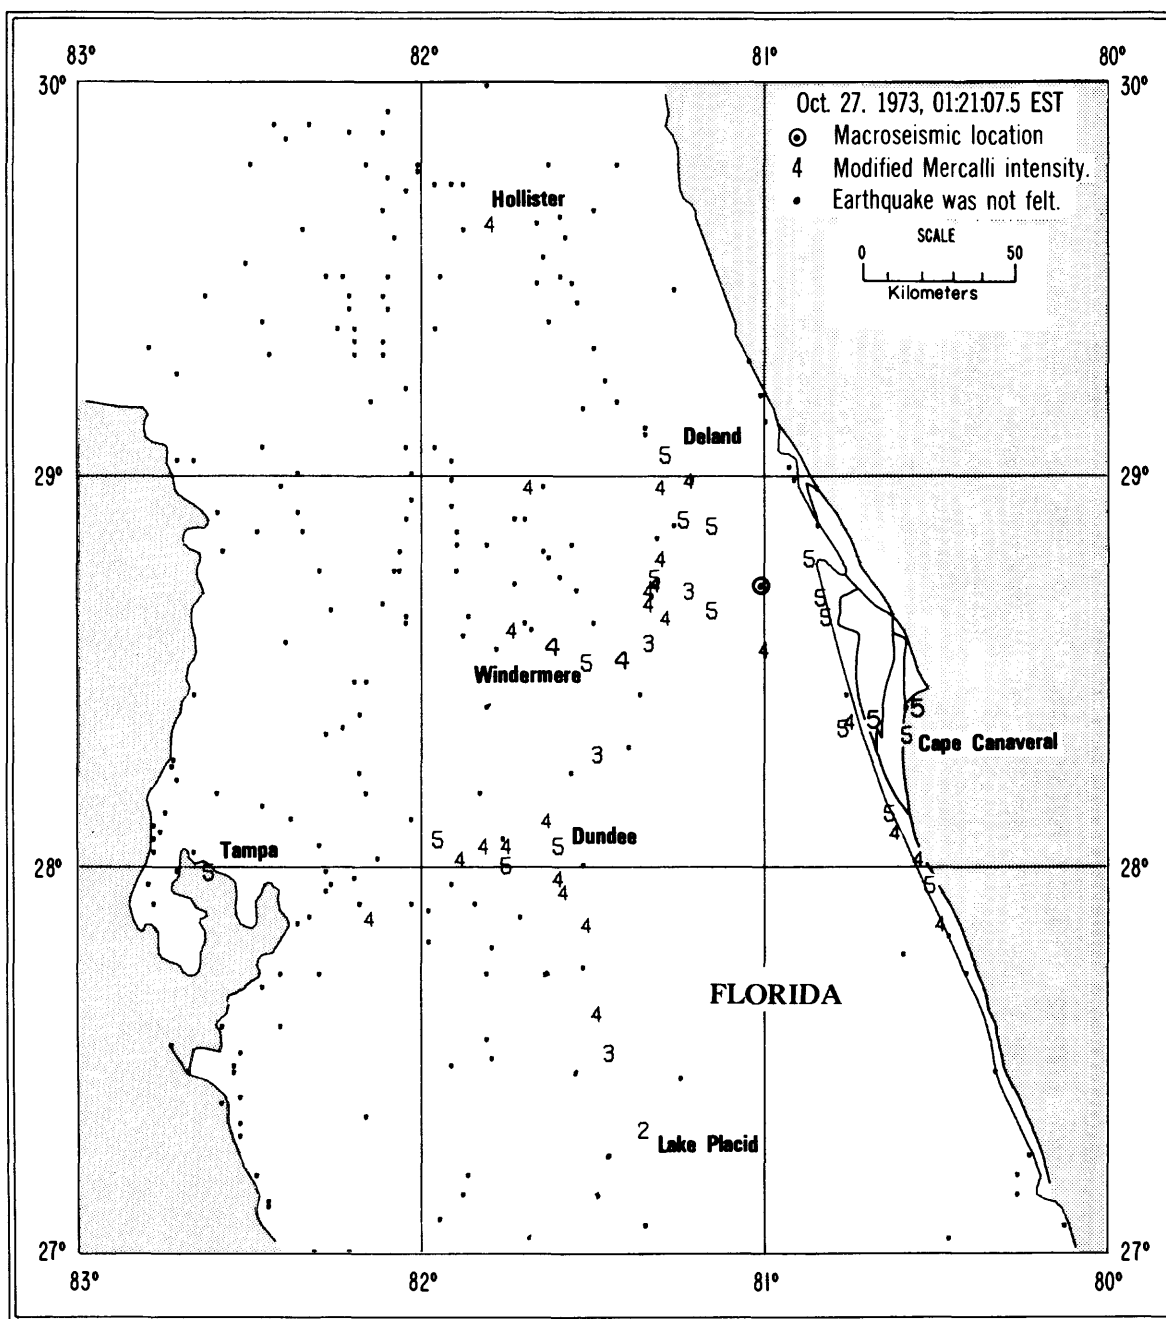 83° 82° 81° 80°
30° 30°
Oct. 27. 1973, 01:21:07.5 EST
Macroseismic location
4 Modified Mercalli intensity.
Earthquake was not felt.
SCALE
0 50
Kilometers
Hollister
4
Deland
5
29° 29°
4 4 4
5 5
4 5
5
4 3 5
4 5
4 5
4 4 3
4
Windermere 5 4
5 5
5 4 5
Cape Canaveral
3
5
4
4
Dundee
5 4 4 5
4 5
4
Tampa
28° 5 28°
4 5
4
4 4 4
FLORIDA
4
3
2
Lake Placid
27° 27°
83° 82° 81° 80°